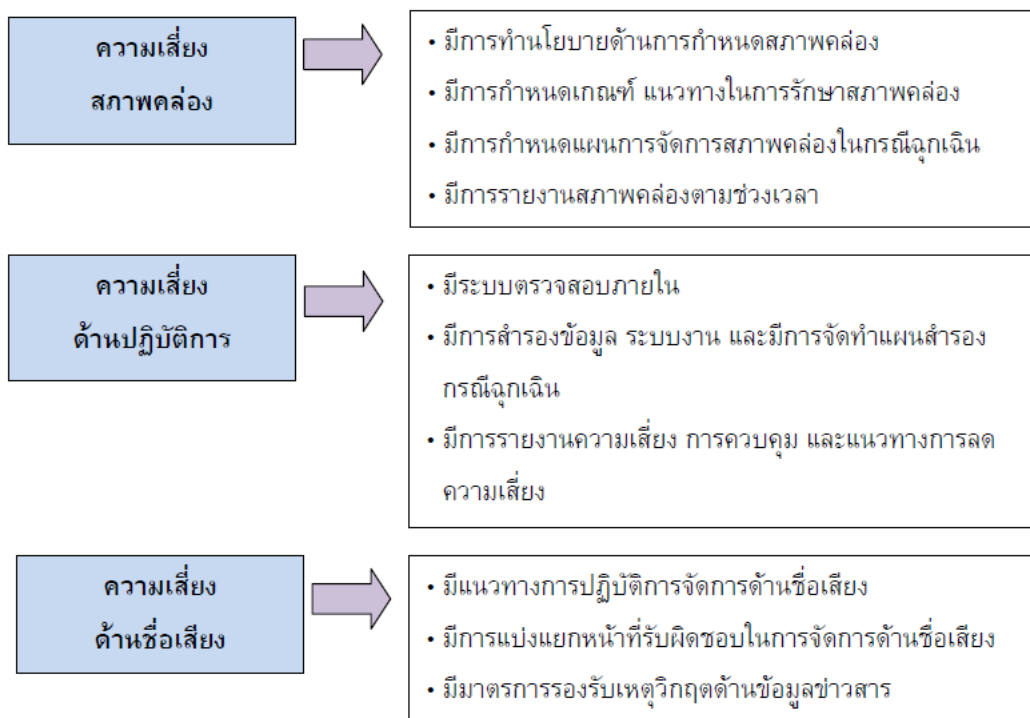 ความเสี่ยง
สภาพคล่อง
• มีการทำนโยบายด้านการกำหนดสภาพคล่อง
• มีการกำหนดเกณฑ์ แนวทางในการรักษาสภาพคล่อง
• มีการกำหนดแผนการจัดการสภาพคล่องในกรณีฉุกเฉิน
• มีการรายงานสภาพคล่องตามช่วงเวลา
ความเสี่ยง
ด้านปฏิบัติการ
• มีระบบตรวจสอบภายใน
• มีการสำรองข้อมูล ระบบงาน และมีการจัดทำแผนสำรอง
กรณีฉุกเฉิน
• มีการรายงานความเสี่ยง การควบคุม และแนวทางการลด
ความเสี่ยง
ความเสี่ยง
ด้านชื่อเสียง
• มีแนวทางการปฏิบัติการจัดการด้านชื่อเสียง
• มีการแบ่งแยกหน้าที่รับผิดชอบในการจัดการด้านชื่อเสียง
• มีมาตรการรองรับเหตุวิกฤตด้านข้อมูลข่าวสาร